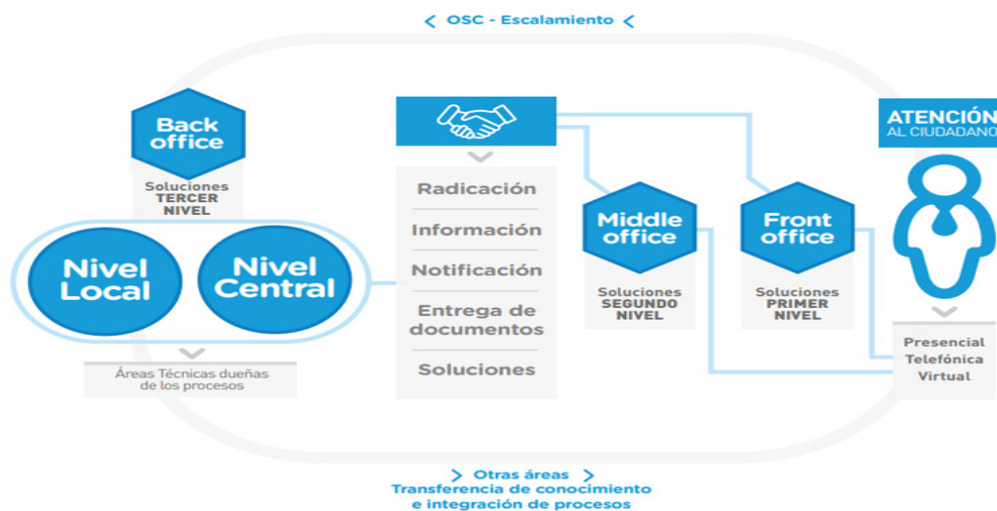 OSC - Escalamiento
Back
office
Soluciones
TERCER
NIVEL
Nivel
Local
Nivel
Central
Áreas Técnicas dueñas
de los procesos
Radicación
Información
Notificación
Entrega de
documentos
Soluciones
Middle
office
Soluciones
SEGUNDO
NIVEL
Front
office
Soluciones
PRIMER
NIVEL
ATENCIÓN
AL CIUDADANO
Presencial
Telefónica
Virtual
Otras áreas
Transferencia de conocimiento
e integración de procesos